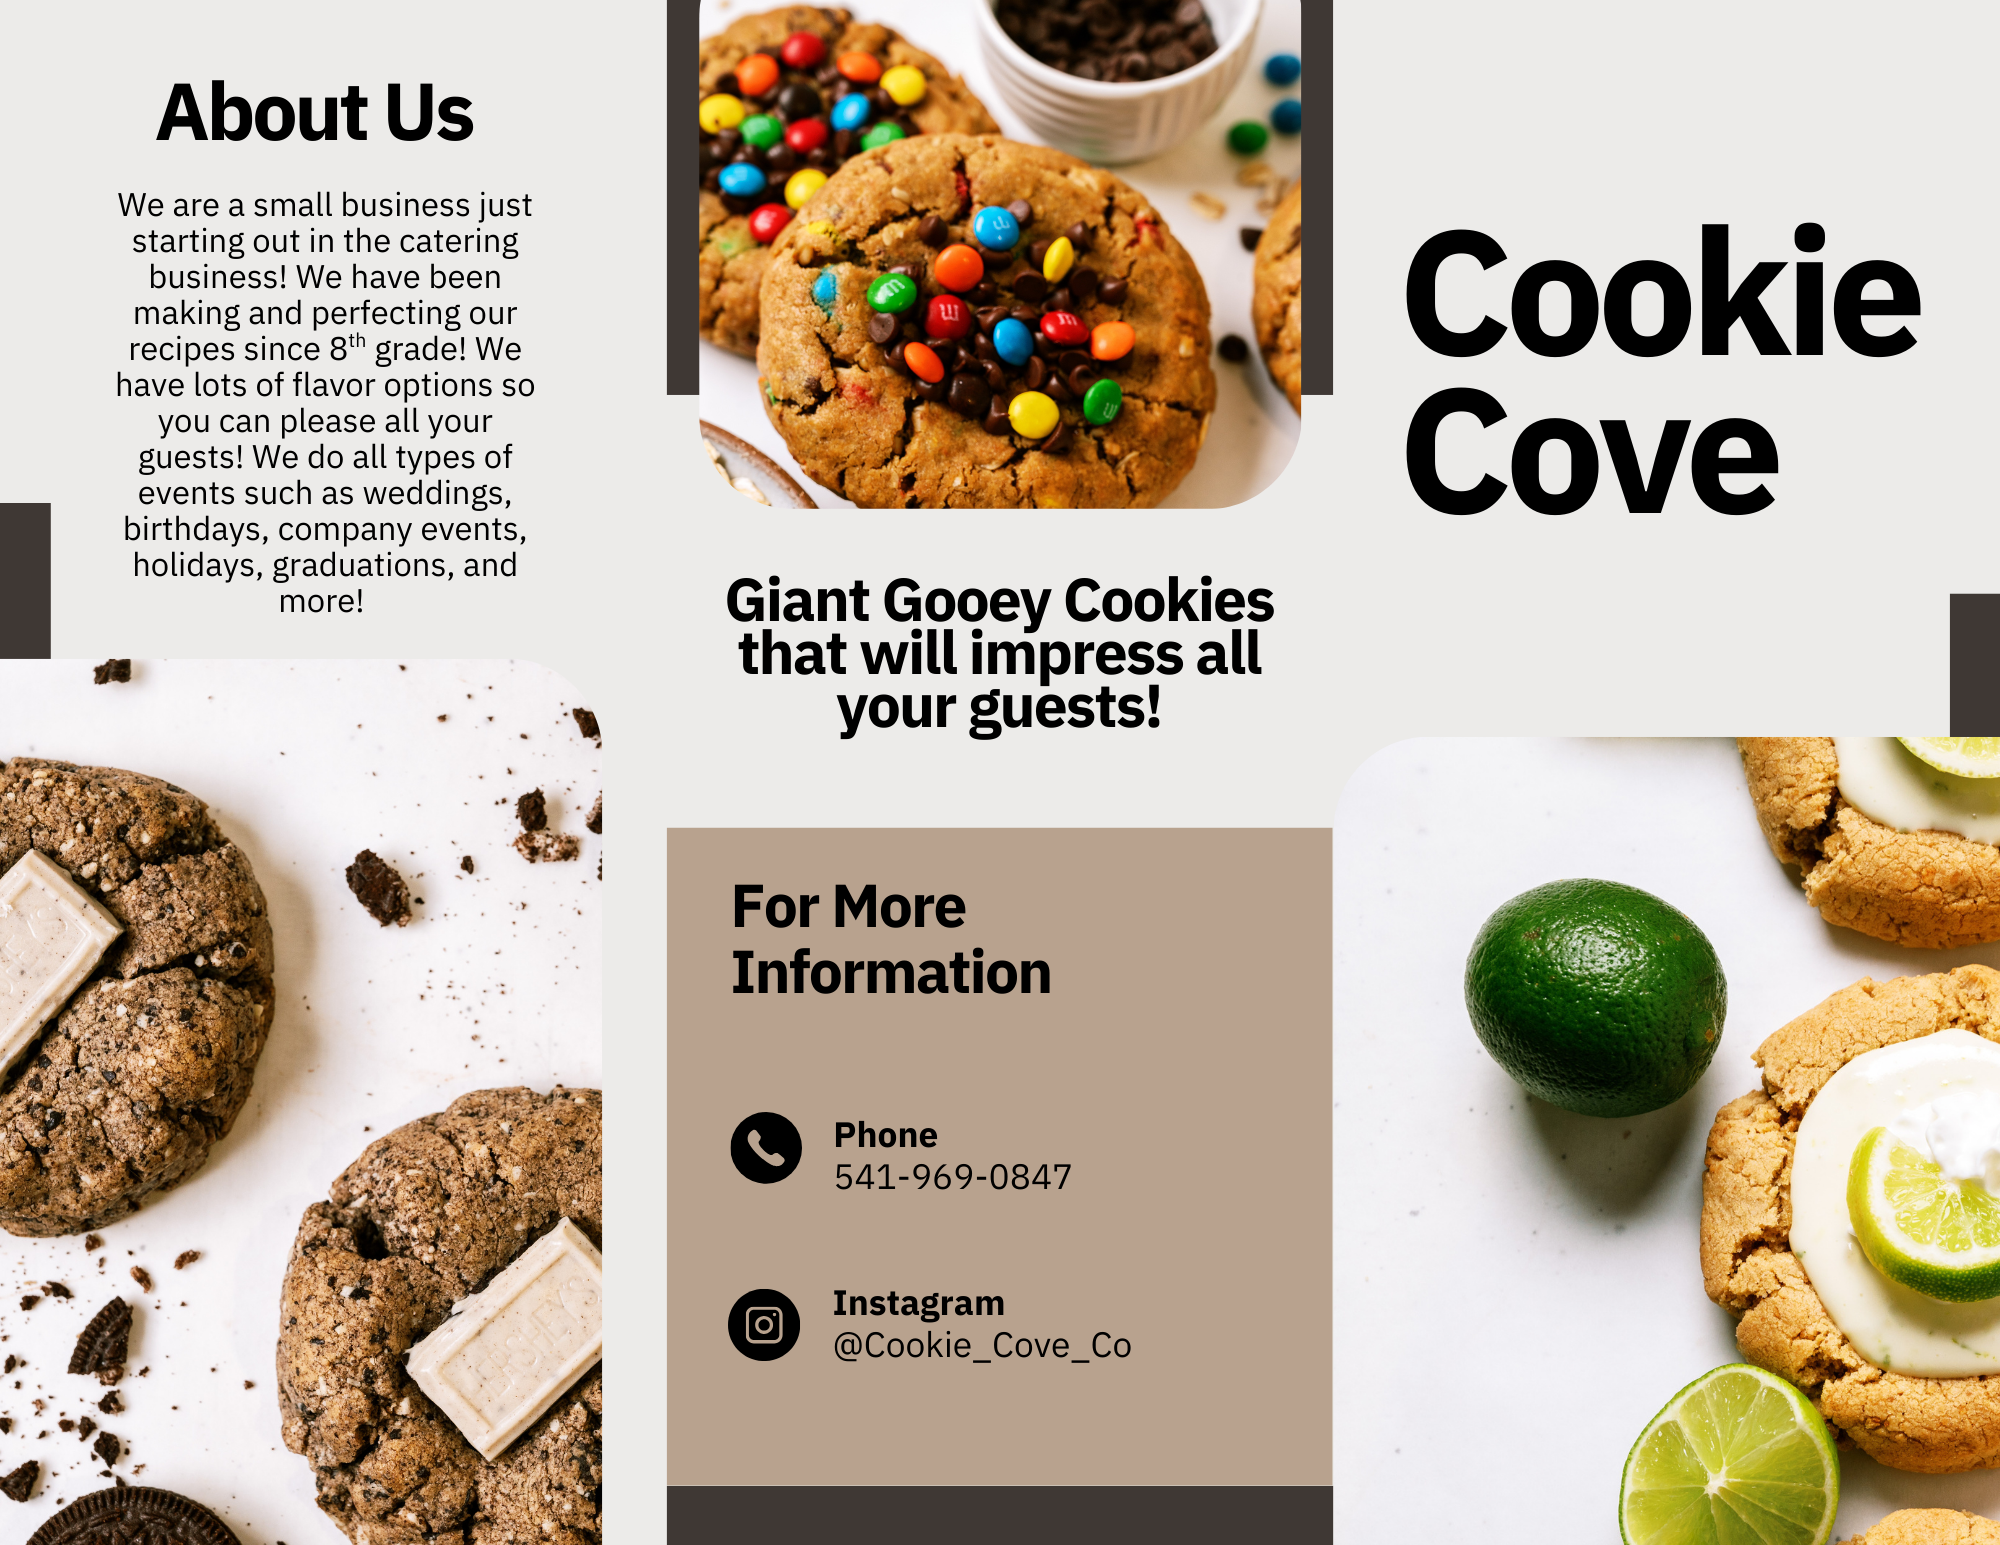 About Us
We are a small business just
starting out in the catering
business! We have been
making and perfecting our
recipes since 8th grade! We
have lots of flavor options so
you can please all your
guests! We do all types of
events such as weddings,
birthdays, company events,
holidays, graduations, and
more!
Giant Gooey Cookies
that will impress all
your guests!
For More
Information
Phone
541-969-0847
Instagram
@Cookie_Cove_Co
Cookie
Cove
HERSHEY'S